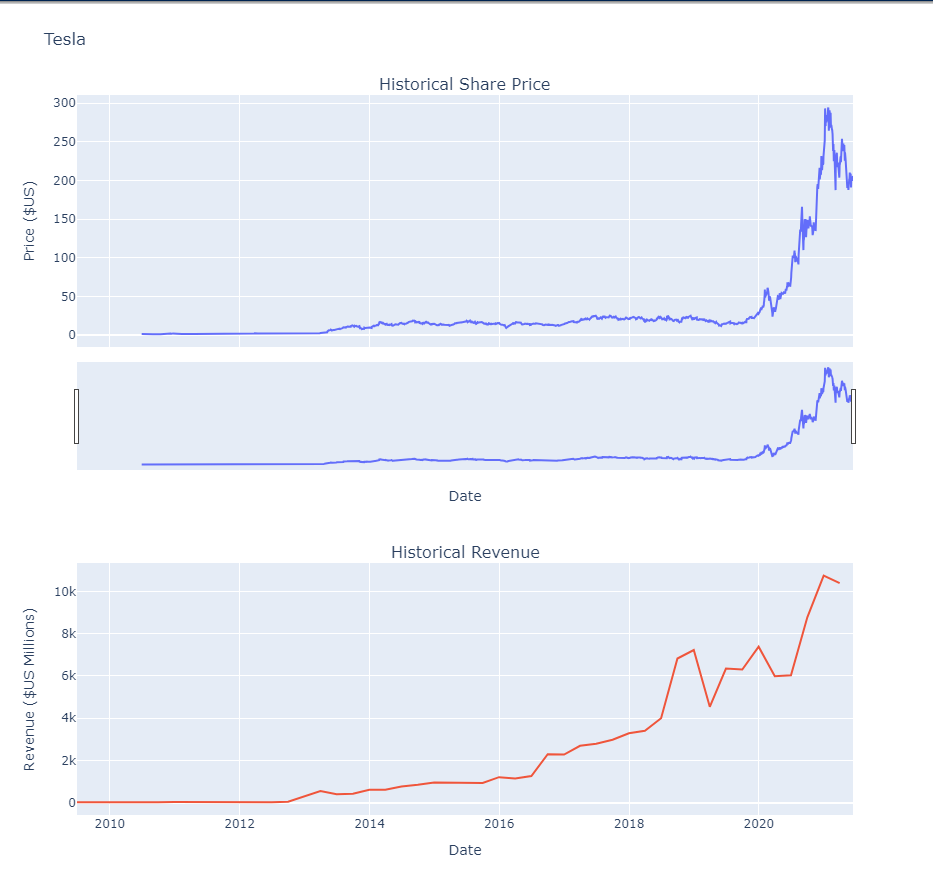 Tesla
Historical Share Price
300
250
200
150
100
50
0
Price ($US)
Date
Historical Revenue
10k
8k
6k
4k
2k
0
Revenue ($US Millions)
2010 2012 2014 2016 2018 2020
Date